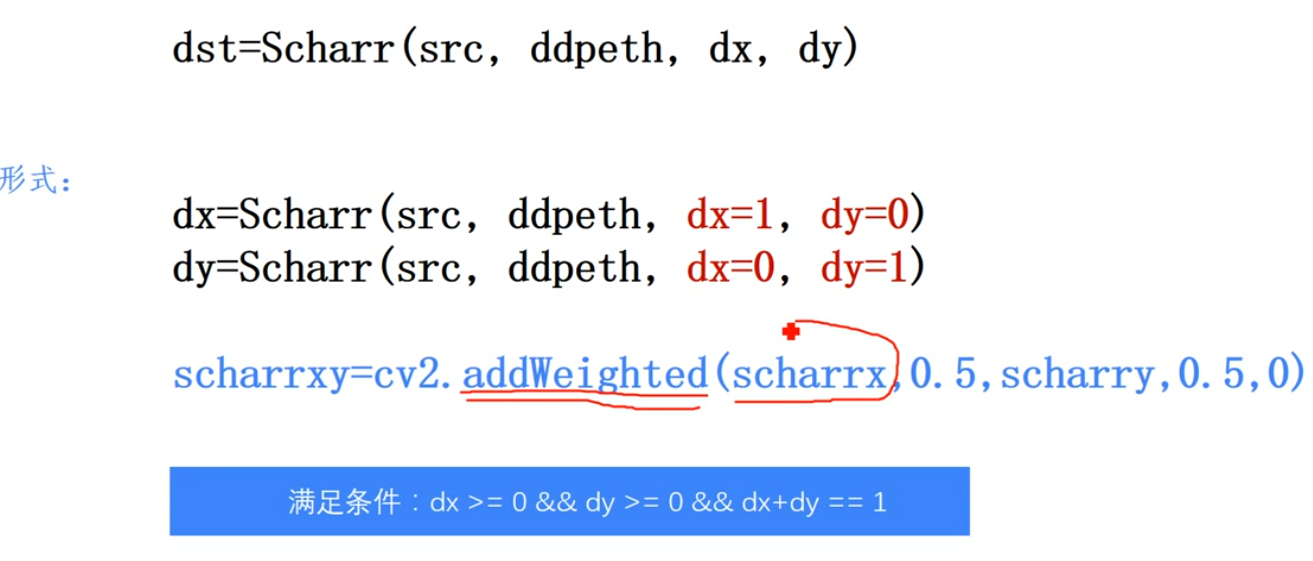 dst=Scharr(src, ddpeth, dx, dy)
形式：
dx=Scharr(src, ddpeth, dx=1, dy=0)
dy=Scharr(src, ddpeth, dx=0, dy=1)
scharrxy=cv2.addWeighted(scharrx,0.5,scharry,0.5,0)
满足条件：dx >= 0 && dy >= 0 && dx+dy == 1